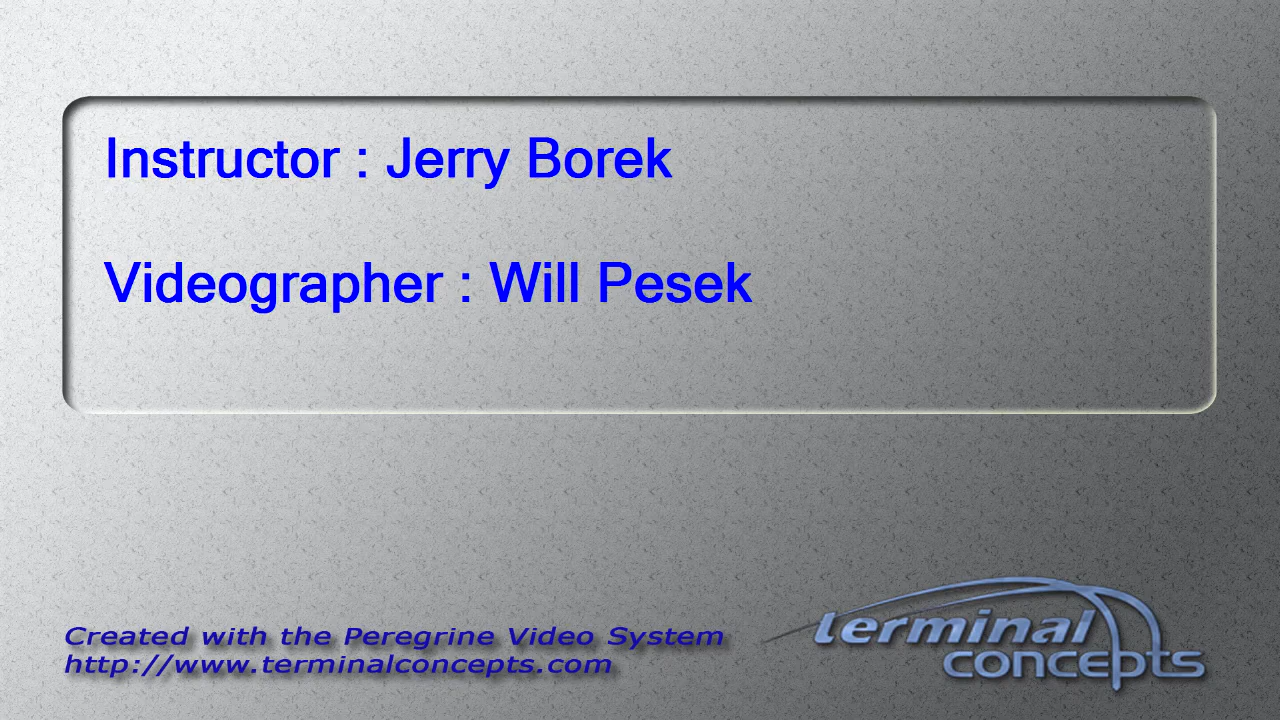 Instructor : Jerry Borek
Videographer : Will Pesek
Created with the Peregrine Video System
http://www.terminalconcepts.com
terminal
concepts